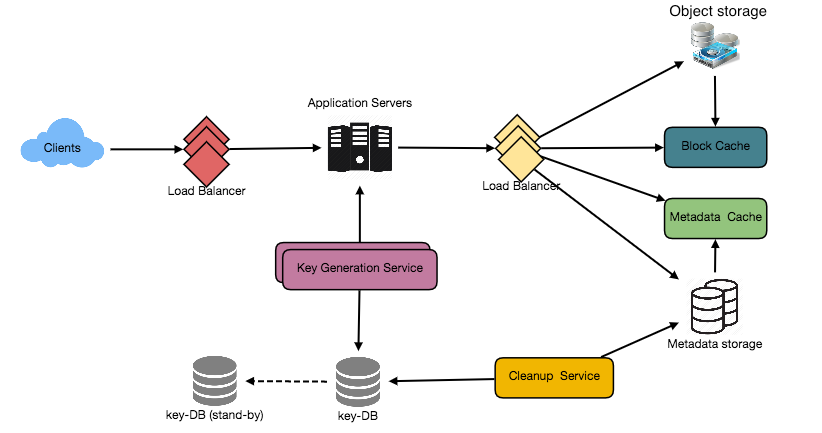 Object storage
Application Servers
Clients
Block Cache
Load Balancer
Load Balancer
Metadata Cache
Key Generation Service
Metadata storage
Cleanup Service
key-DB (stand-by)
key-DB